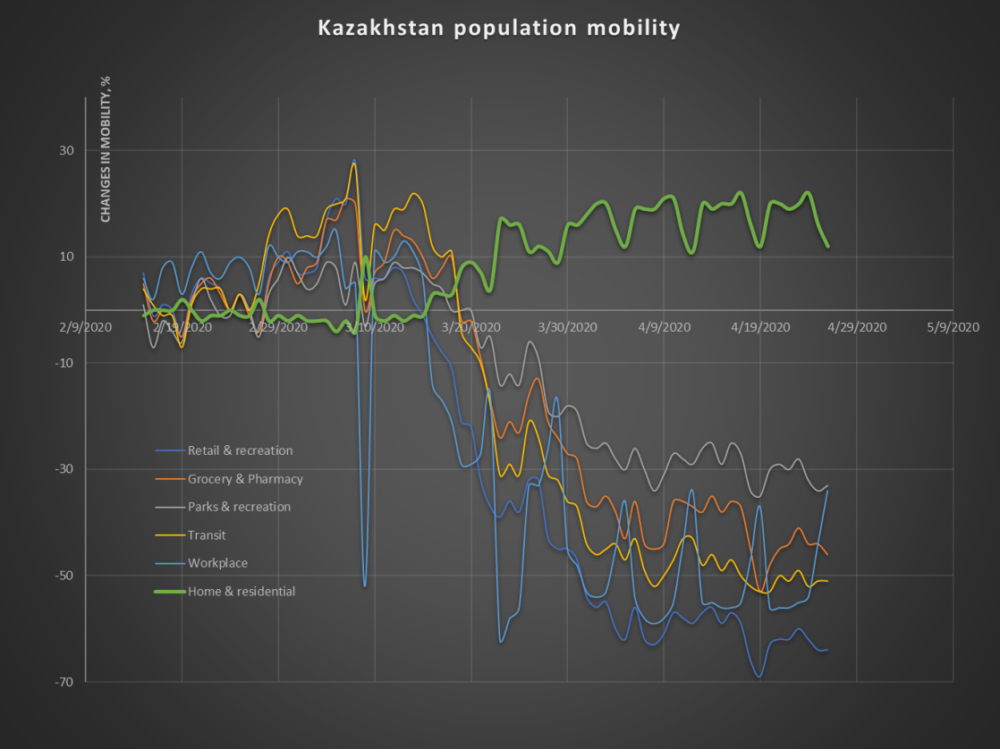 Kazakhstan population mobility
CHANGES IN MOBILITY, %
30
10
2/9/2020 2/19/2020 2/29/2020 3/10/2020 3/20/2020 3/30/2020 4/9/2020 4/19/2020 4/29/2020 5/9/2020
-10
-30
-50
-70
Retail & recreation
Grocery & Pharmacy
Parks & recreation
Transit
Workplace
Home & residential